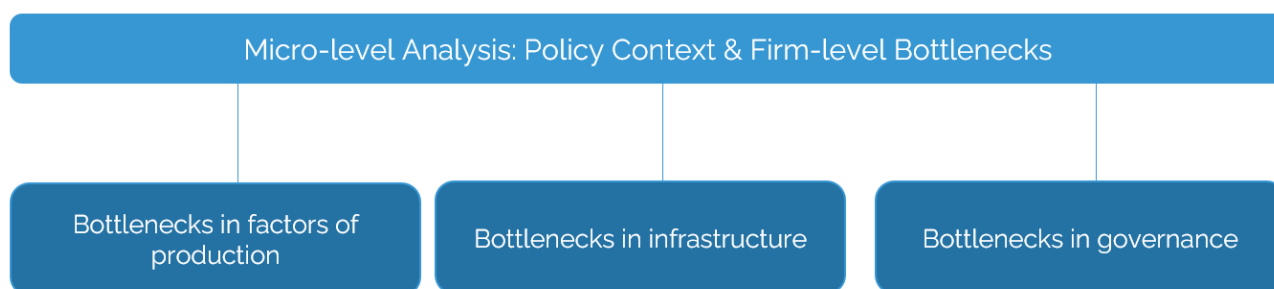 Micro-level Analysis: Policy Context & Firm-level Bottlenecks
Bottlenecks in factors of
production
Bottlenecks in infrastructure
Bottlenecks in governance